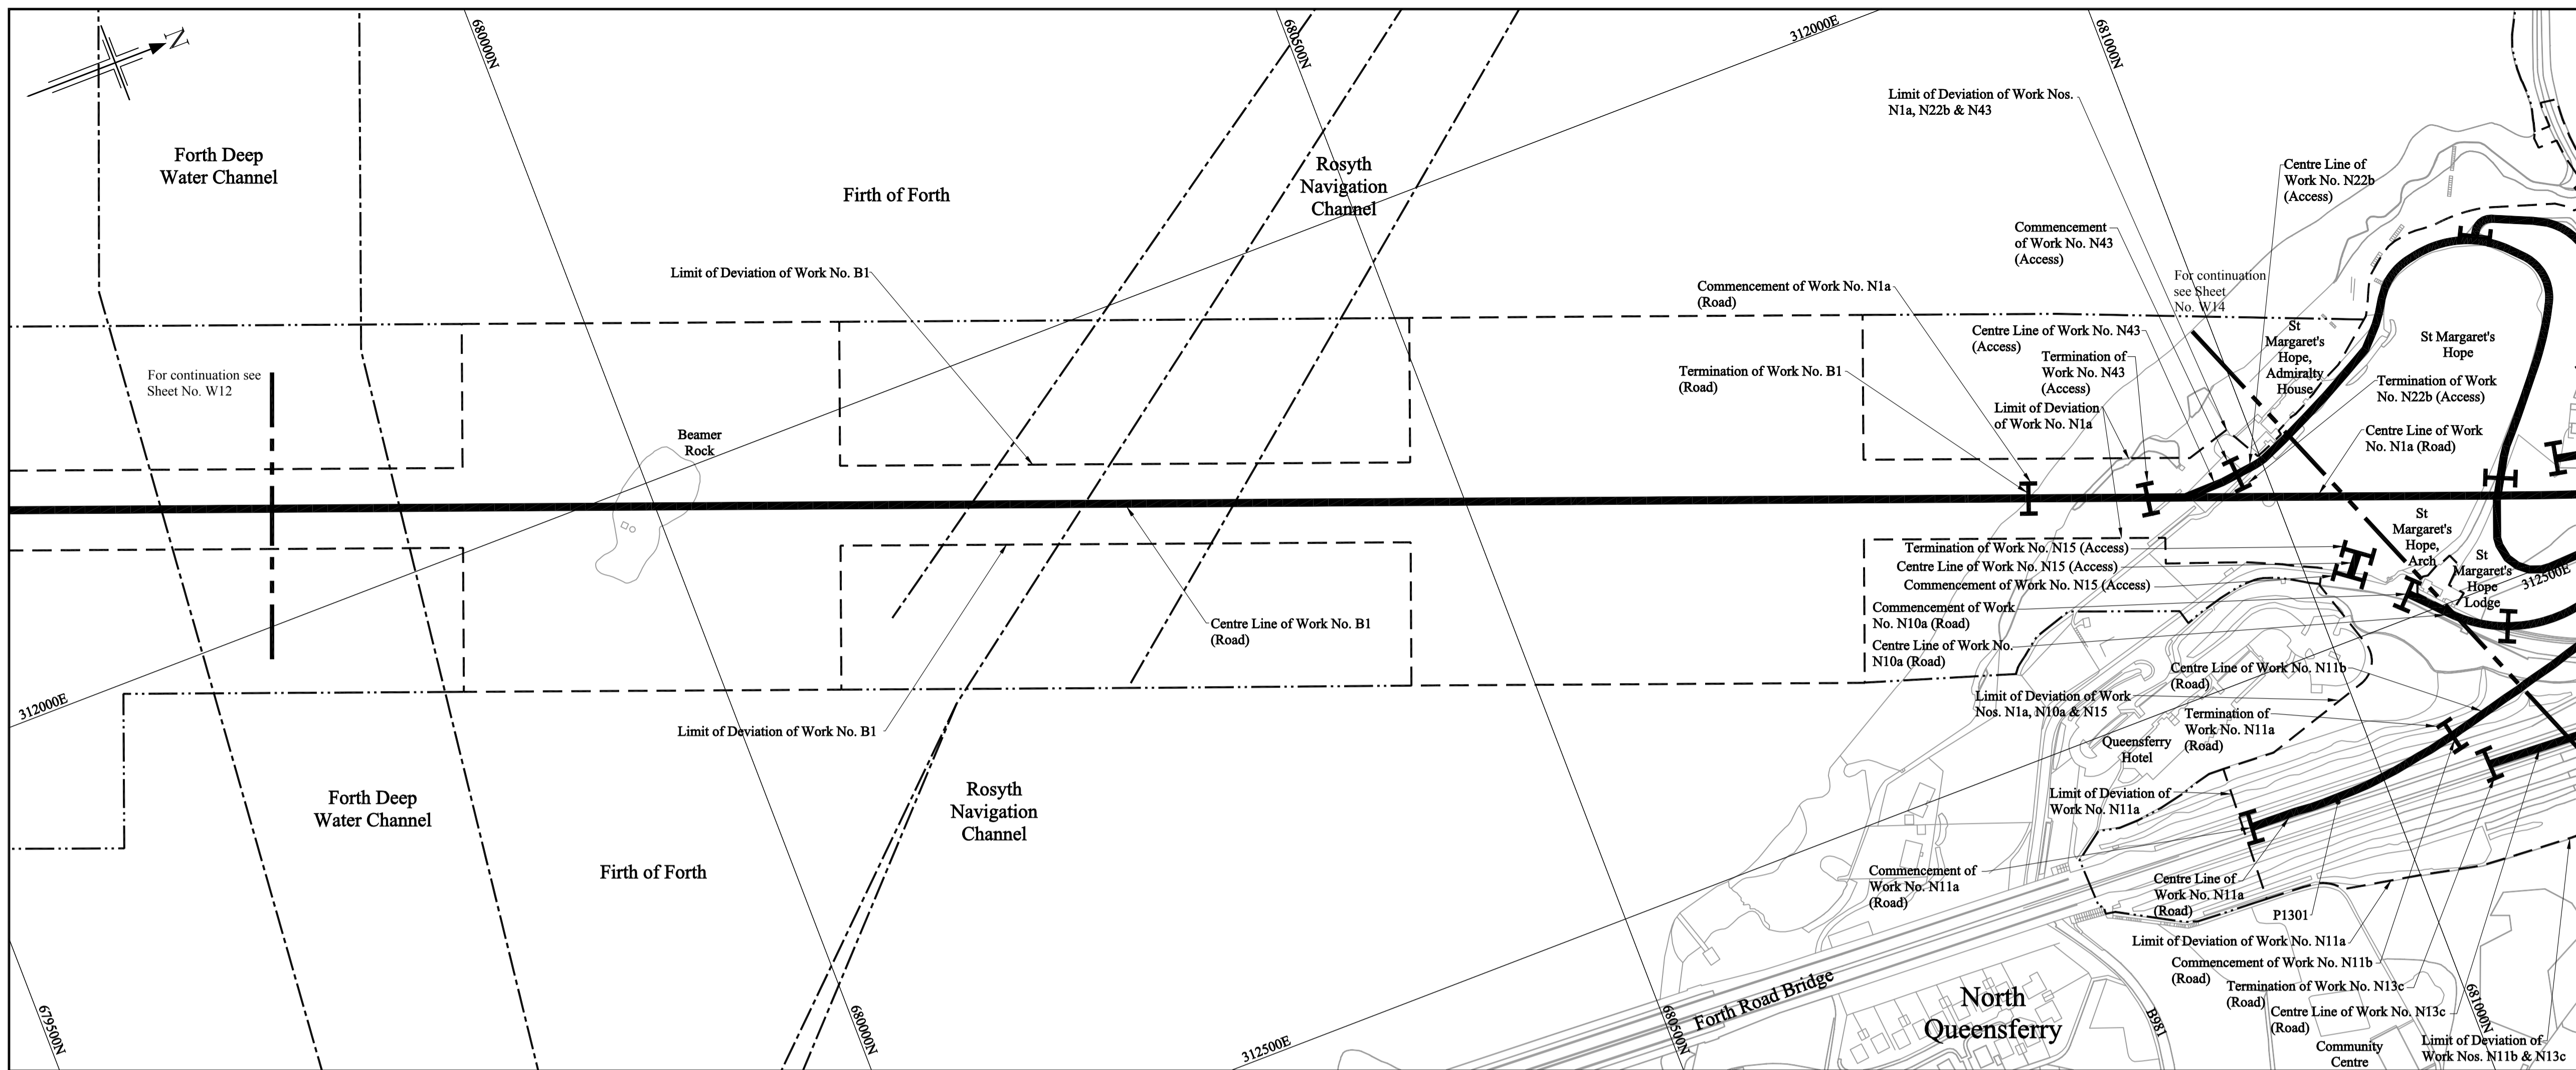 N
680000N
680500N
312000E
681000N
Forth Deep
Water Channel
Firth of Forth
Rosyth
Navigation
Channel
Limit of Deviation of Work Nos.
N1a, N22b & N43
Centre Line of
Work No. N22b
(Access)
Commencement
of Work No. N43
(Access)
Limit of Deviation of Work No. B1
Commencement of Work No. N1a
(Road)
For continuation
see Sheet
No. W14
Centre Line of Work No. N43
(Access)
Termination of
Work No. N43
(Access)
St
Margaret's
Hope,
Admiralty
House
St Margaret's
Hope
Termination of Work No. B1
(Road)
For continuation see
Sheet No. W12
Termination of Work
No. N22b (Access)
Limit of Deviation
of Work No. N1a
Beamer
Rock
Centre Line of Work
No. N1a (Road)
St
Margaret's
Hope,
Arch
Termination of Work No. N15 (Access)
Centre Line of Work No. N15 (Access)
Commencement of Work No. N15 (Access)
St
Margaret's
Hope
Lodge
312500E
Commencement of Work
No. N10a (Road)
Centre Line of Work No. B1
(Road)
Centre Line of Work No.
N10a (Road)
Centre Line of Work No. N11b
(Road)
312000E
Limit of Deviation of Work
Nos. N1a, N10a & N15
Termination of
Work No. N11a
(Road)
Limit of Deviation of Work No. B1
Queensferry
Hotel
Forth Deep
Water Channel
Rosyth
Navigation
Channel
Limit of Deviation of
Work No. N11a
Firth of Forth
Commencement of
Work No. N11a
(Road)
Centre Line of
Work No. N11a
(Road)
P1301
Limit of Deviation of Work No. N11a
Commencement of Work No. N11b
(Road)
Termination of Work No. N13c
(Road)
Centre Line of Work No. N13c
(Road)
Forth Road Bridge
North
Queensferry
B981
Community
Centre
Limit of Deviation of
Work Nos. N11b & N13c
679500N
680000N
312500E
680500N
681000N